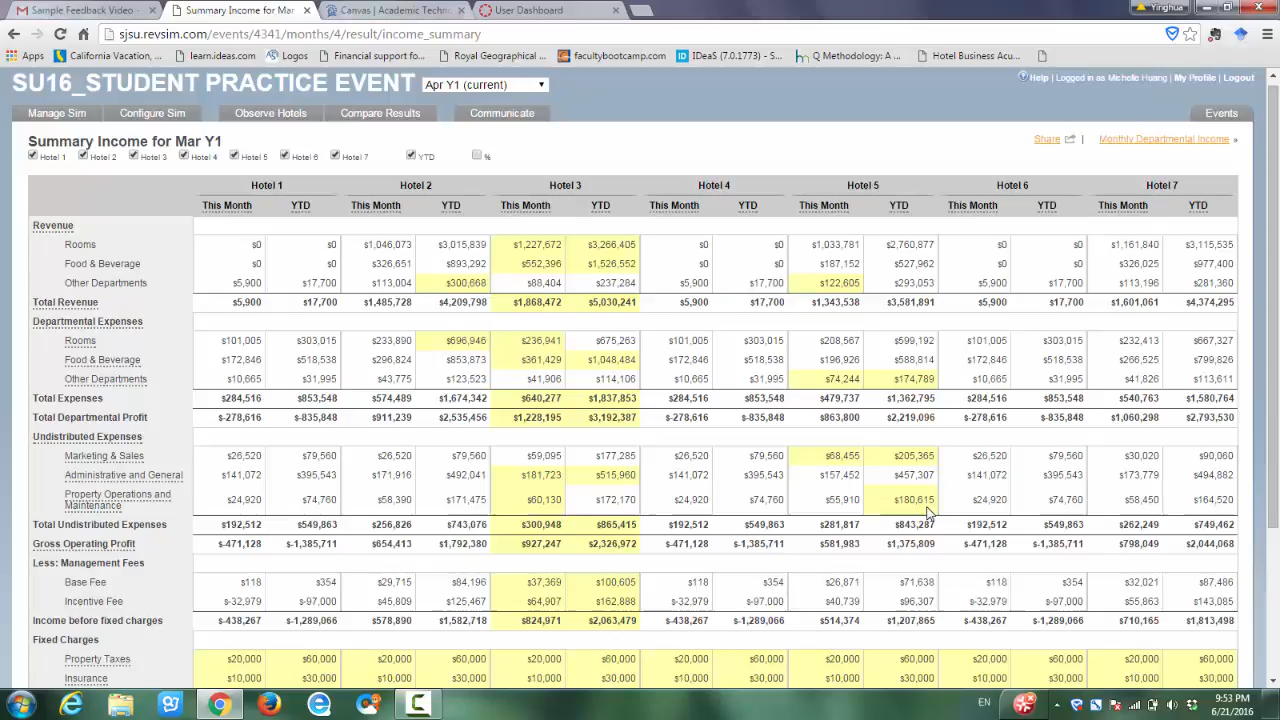 Sample Feedback Video -
Summary Income for Mar
Canvas | Academic Techno
User Dashboard
Yinghua
sjsu.revsim.com/events/4341/months/4/result/income_summary
Apps California Vacation, ... learn.ideas.com Logos Financial support fo... Royal Geographical ... facultybootcamp.com IDeaS (7.0.1773) - S... Q Methodology: A ... Hotel Business Acu...
SU16_STUDENT PRACTICE EVENT Apr Y1 (current)
Help | Logged in as Michelle Huang | My Profile | Logout
Manage Sim Configure Sim Observe Hotels Compare Results Communicate Events
Summary Income for Mar Y1
Share | Monthly Departmental Income »
Hotel 1 Hotel 2 Hotel 3 Hotel 4 Hotel 5 Hotel 6 Hotel 7 YTD %
Hotel 1 Hotel 2 Hotel 3 Hotel 4 Hotel 5 Hotel 6 Hotel 7
This Month YTD This Month YTD This Month YTD This Month YTD This Month YTD This Month YTD This Month YTD
Revenue
Rooms $0 $0 $1,046,073 $3,015,839 $1,227,672 $3,266,405 $0 $0 $1,033,781 $2,760,877 $0 $0 $1,161,840 $3,115,535
Food & Beverage $0 $0 $326,651 $893,292 $552,396 $1,526,552 $0 $0 $187,152 $527,962 $0 $0 $326,025 $977,400
Other Departments $5,900 $17,700 $113,004 $300,668 $88,404 $237,284 $5,900 $17,700 $122,605 $293,053 $5,900 $17,700 $113,196 $281,360
Total Revenue $5,900 $17,700 $1,485,728 $4,209,798 $1,868,472 $5,030,241 $5,900 $17,700 $1,343,538 $3,581,891 $5,900 $17,700 $1,601,061 $4,374,295
Departmental Expenses
Rooms $101,005 $303,015 $233,890 $696,946 $236,941 $675,263 $101,005 $303,015 $208,567 $599,192 $101,005 $303,015 $232,413 $667,327
Food & Beverage $172,846 $518,538 $296,824 $853,873 $361,429 $1,048,484 $172,846 $518,538 $196,926 $588,814 $172,846 $518,538 $266,525 $799,826
Other Departments $10,665 $31,995 $43,775 $123,523 $41,906 $114,106 $10,665 $31,995 $74,244 $174,789 $10,665 $31,995 $41,826 $113,611
Total Expenses $284,516 $853,548 $574,489 $1,674,342 $640,277 $1,837,853 $284,516 $853,548 $479,737 $1,362,795 $284,516 $853,548 $540,763 $1,580,764
Total Departmental Profit $-278,616 $-835,848 $911,239 $2,535,456 $1,228,195 $3,192,387 $-278,616 $-835,848 $863,800 $2,219,096 $-278,616 $-835,848 $1,060,298 $2,793,530
Undistributed Expenses
Marketing & Sales $26,520 $79,560 $26,520 $79,560 $59,095 $177,285 $26,520 $79,560 $68,455 $205,365 $26,520 $79,560 $30,020 $90,060
Administrative and General $141,072 $395,543 $171,916 $492,041 $181,723 $515,960 $141,072 $395,543 $157,452 $457,307 $141,072 $395,543 $173,779 $494,882
Property Operations and
Maintenance $24,920 $74,760 $58,390 $171,475 $60,130 $172,170 $24,920 $74,760 $55,910 $180,615 $24,920 $74,760 $58,450 $164,520
Total Undistributed Expenses $192,512 $549,863 $256,826 $743,076 $300,948 $865,415 $192,512 $549,863 $281,817 $843,287 $192,512 $549,863 $262,249 $749,462
Gross Operating Profit $-471,128 $-1,385,711 $654,413 $1,792,380 $927,247 $2,326,972 $-471,128 $-1,385,711 $581,983 $1,375,809 $-471,128 $-1,385,711 $798,049 $2,044,068
Less: Management Fees
Base Fee $118 $354 $29,715 $84,196 $37,369 $100,605 $118 $354 $26,871 $71,638 $118 $354 $32,021 $87,486
Incentive Fee $-32,979 $-97,000 $45,809 $125,467 $64,907 $162,888 $-32,979 $-97,000 $40,739 $96,307 $-32,979 $-97,000 $55,863 $143,085
Income before fixed charges $-438,267 $-1,289,066 $578,890 $1,582,718 $824,971 $2,063,479 $-438,267 $-1,289,066 $514,374 $1,207,865 $-438,267 $-1,289,066 $710,165 $1,813,498
Fixed Charges
Property Taxes $20,000 $60,000 $20,000 $60,000 $20,000 $60,000 $20,000 $60,000 $20,000 $60,000 $20,000 $60,000 $20,000 $60,000
Insurance $10,000 $30,000 $10,000 $30,000 $10,000 $30,000 $10,000 $30,000 $10,000 $30,000 $10,000 $30,000 $10,000 $30,000
EN 9:53 PM
6/21/2016